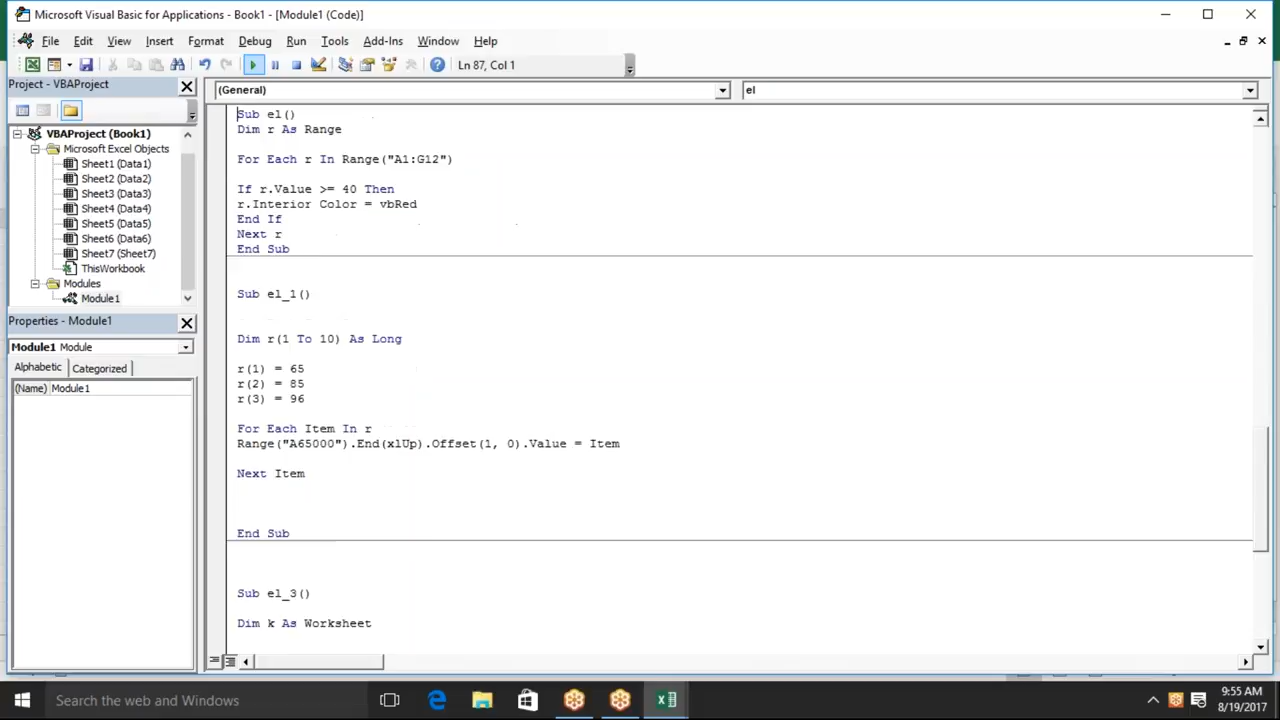 Microsoft Visual Basic for Applications - Book1 - [Module1 (Code)]
File Edit View Insert Format Debug Run Tools Add-Ins Window Help
Ln 87, Col 1
Project - VBAProject
(General)
el
VBAProject (Book1)
Microsoft Excel Objects
Sheet1 (Data1)
Sheet2 (Data2)
Sheet3 (Data3)
Sheet4 (Data4)
Sheet5 (Data5)
Sheet6 (Data6)
Sheet7 (Sheet7)
ThisWorkbook
Modules
Module1
Properties - Module1
Module1 Module
Alphabetic Categorized
(Name) Module1
Sub el()
Dim r As Range
For Each r In Range("A1:G12")
If r.Value >= 40 Then
r.Interior Color = vbRed
End If
Next r
End Sub
Sub el_1()
Dim r(1 To 10) As Long
r(1) = 65
r(2) = 85
r(3) = 96
For Each Item In r
Range("A65000").End(xlUp).Offset(1, 0).Value = Item
Next Item
End Sub
Sub el_3()
Dim k As Worksheet
Search the web and Windows
9:55 AM
8/19/2017